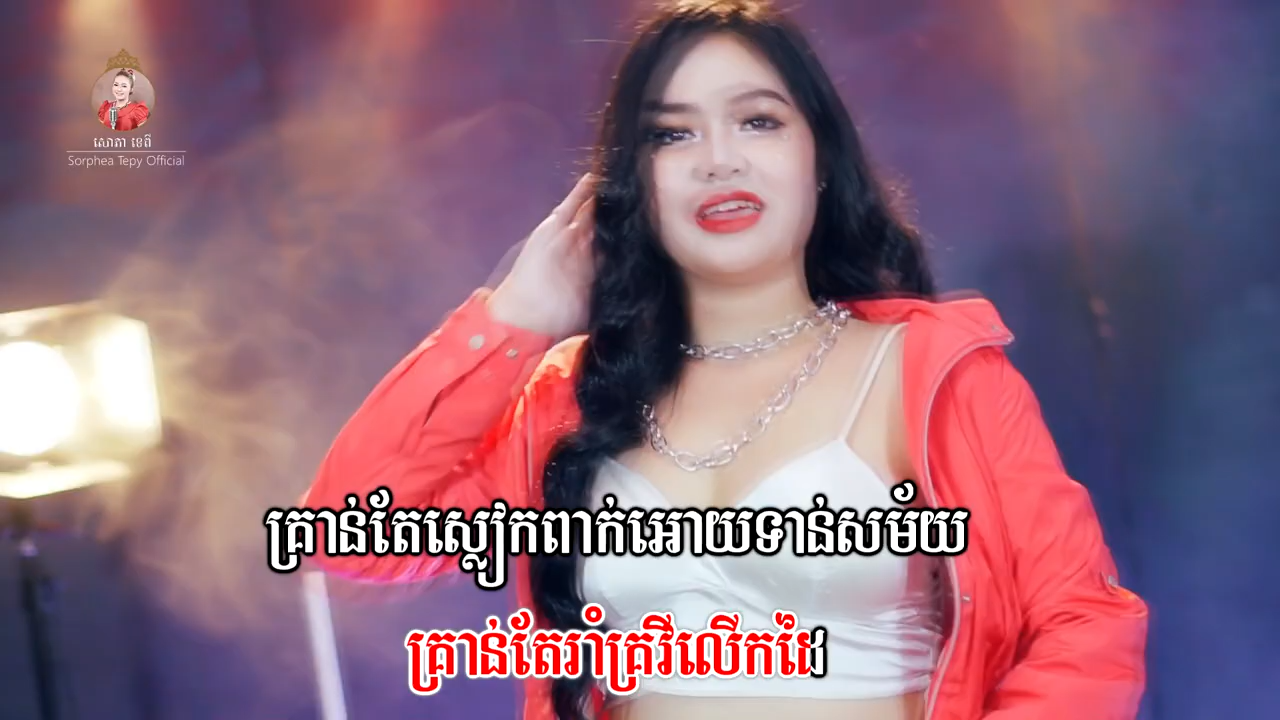 សោភា ទេពី
Sorphea Tepy Official
គ្រាន់តែស្លៀកពាក់អោយទាន់សម័យ
គ្រាន់តែរាំគ្រវីលើកដៃ